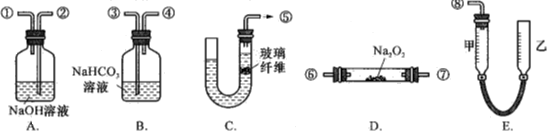 ① ② ③ ④ ⑤ ⑧
玻璃 Na₂O₂ 甲 乙
纤维
NaHCO₃
溶液 ⑥ ⑦
NaOH溶液
A. B. C. D. E.